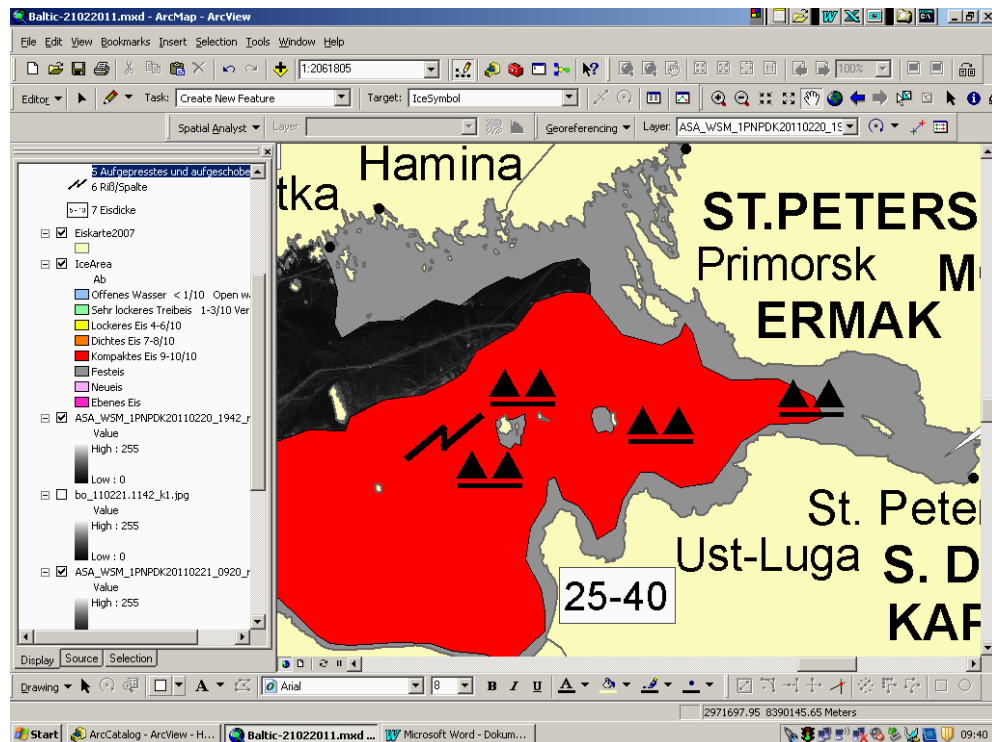 Baltic-21022011.mxd - ArcMap - ArcView
File Edit View Bookmarks Insert Selection Tools Window Help
1:2061805
100%
Editor Task: Create New Feature Target: IceSymbol
Spatial Analyst Layer: Georeferencing Layer: ASA_WSM_1PNPDK20110220_19
5 Aufgepresstes und aufgeschobe
6 Riß/Spalte
7 Eisdicke
Eiskarte2007
IceArea
Ab
Offenes Wasser < 1/10 Open w
Sehr lockeres Treibeis 1-3/10 Ver
Lockeres Eis 4-6/10
Dichtes Eis 7-8/10
Kompaktes Eis 9-10/10
Festeis
Neueis
Ebenes Eis
ASA_WSM_1PNPDK20110220_1942_r
Value
High : 255
Low : 0
bo_110221.1142_k1.jpg
Value
High : 255
Low : 0
ASA_WSM_1PNPDK20110221_0920_r
Value
High : 255
Display Source Selection
Hamina
tka
ST.PETERS
Primorsk
M
ERMAK
St. Pete
Ust-Luga
S. D
KAP
25-40
Drawing A Arial 8 B I U A
2971697.95 8390145.65 Meters
Start ArcCatalog - ArcView - H... Baltic-21022011.mxd ... Microsoft Word - Dokum... 09:40